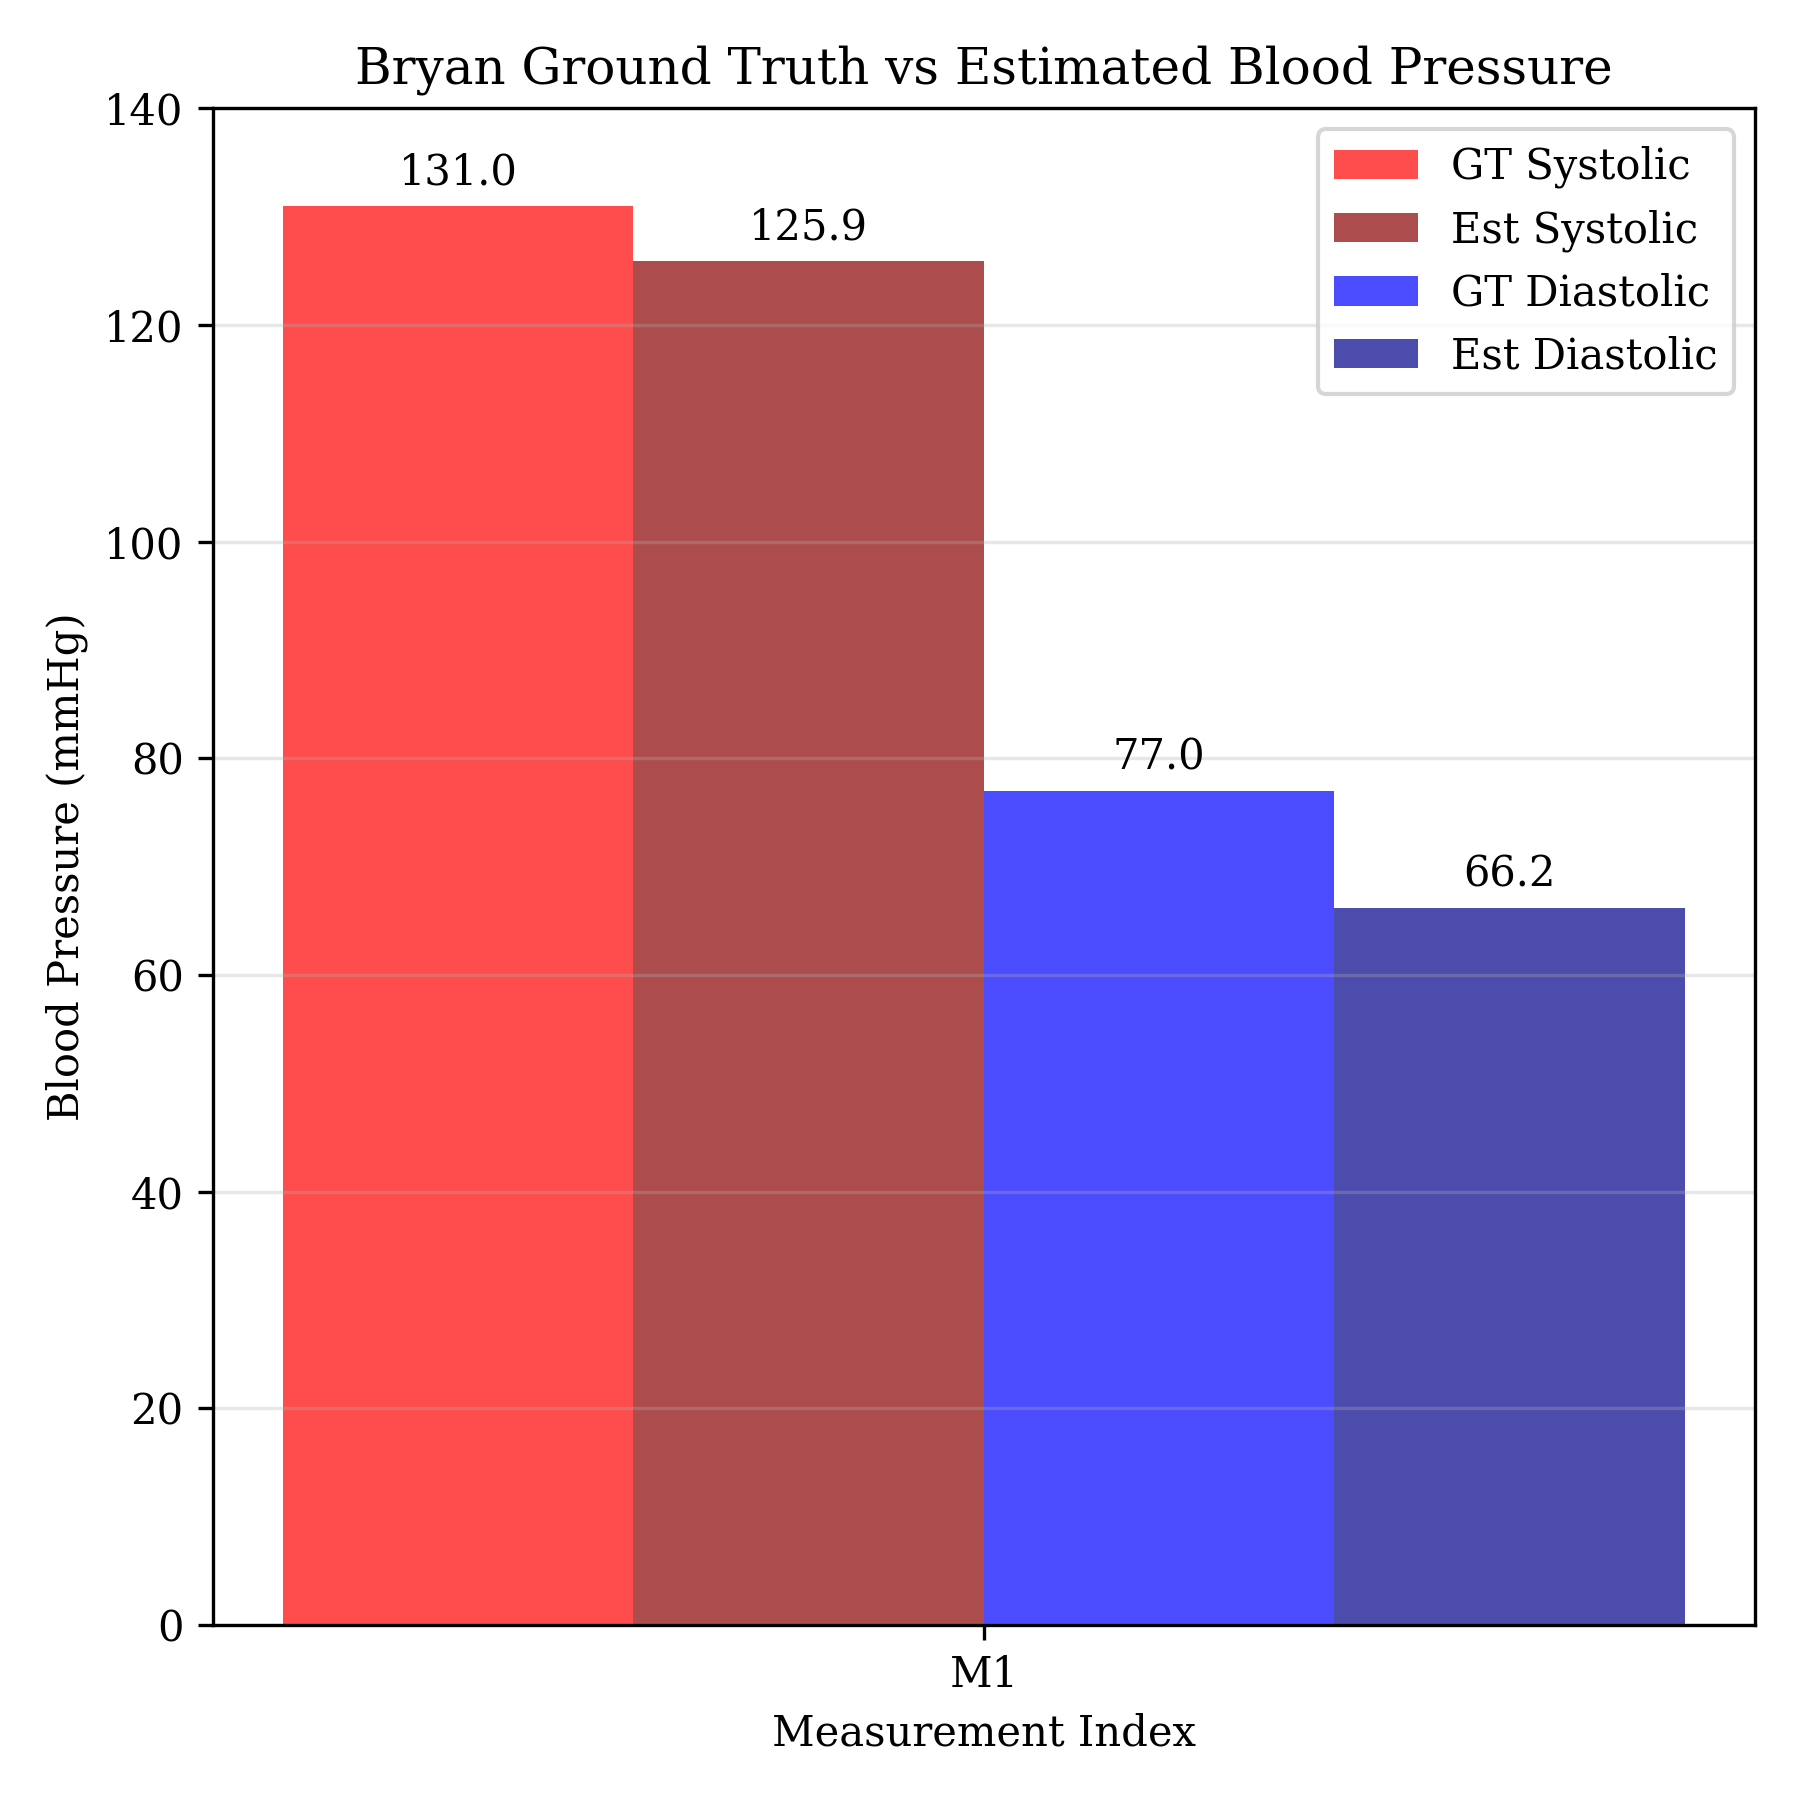 Bryan Ground Truth vs Estimated Blood Pressure
140
120
100
80
60
40
20
0
Blood Pressure (mmHg)
131.0
125.9
77.0
66.2
GT Systolic
Est Systolic
GT Diastolic
Est Diastolic
M1
Measurement Index